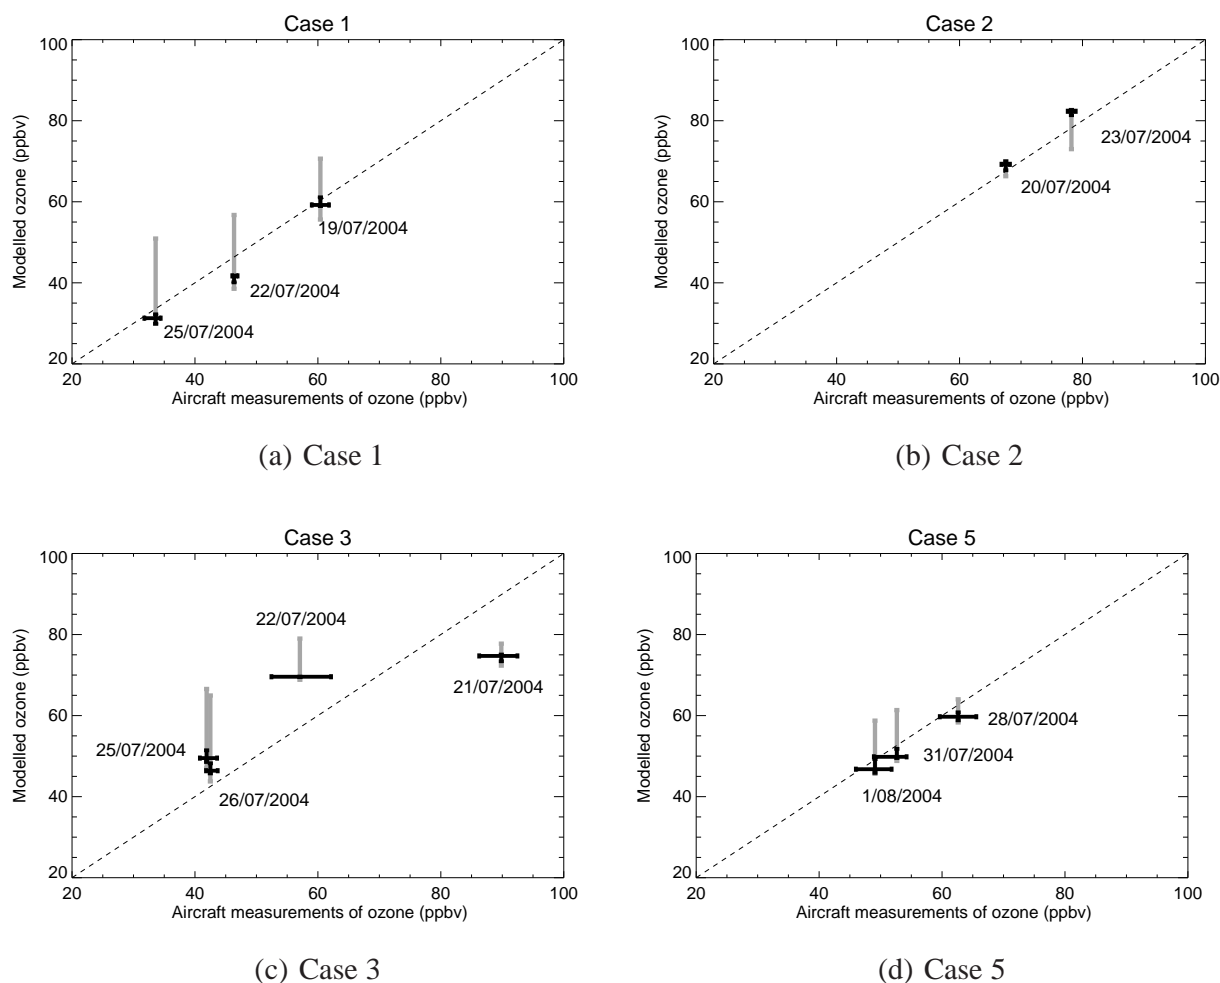 Case 1
100
80
60
40
20
Modelled ozone (ppbv)
19/07/2004
22/07/2004
25/07/2004
20 40 60 80 100
Aircraft measurements of ozone (ppbv)
(a) Case 1
Case 2
100
80
60
40
20
Modelled ozone (ppbv)
23/07/2004
20/07/2004
20 40 60 80 100
Aircraft measurements of ozone (ppbv)
(b) Case 2
Case 3
100
80
60
40
20
Modelled ozone (ppbv)
22/07/2004
21/07/2004
25/07/2004
26/07/2004
20 40 60 80 100
Aircraft measurements of ozone (ppbv)
(c) Case 3
Case 5
100
80
60
40
20
Modelled ozone (ppbv)
28/07/2004
31/07/2004
1/08/2004
20 40 60 80 100
Aircraft measurements of ozone (ppbv)
(d) Case 5